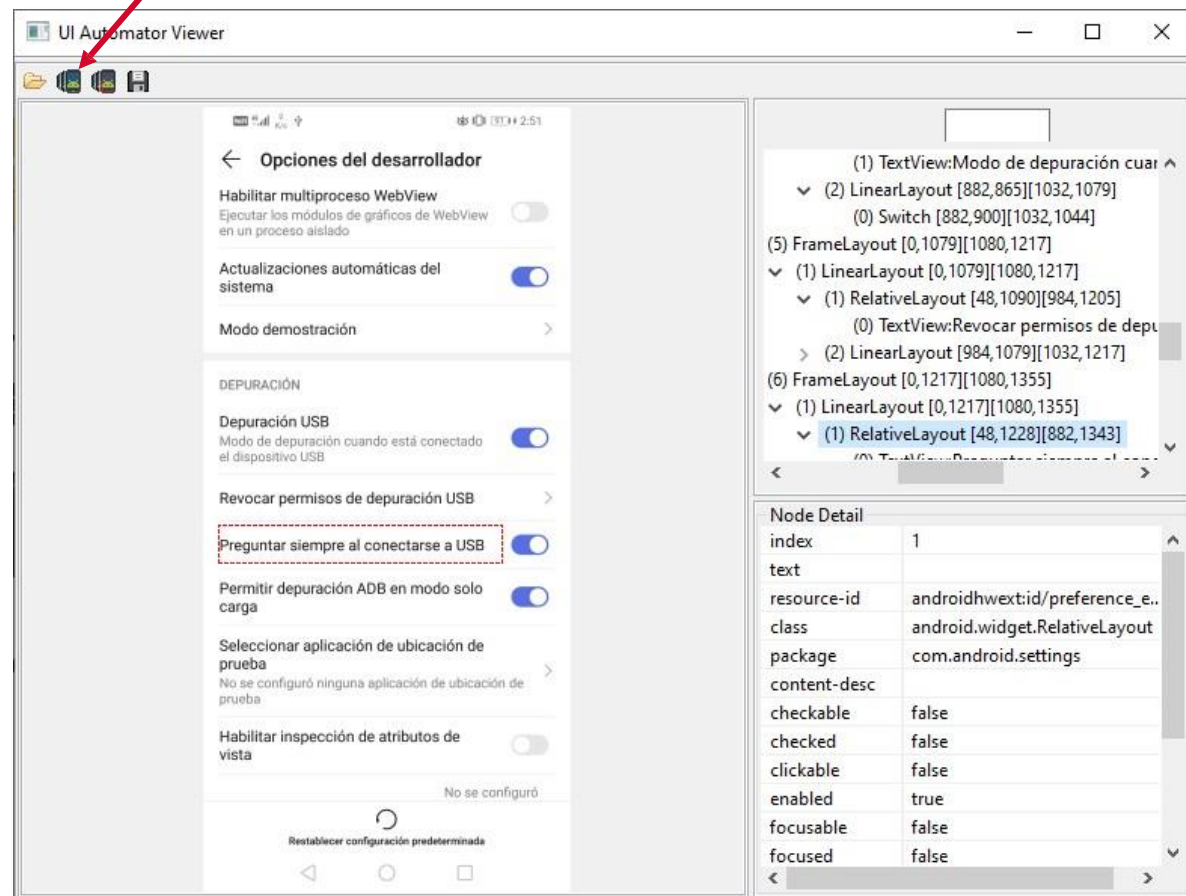 UI Automator Viewer
2:51
Opciones del desarrollador
Habilitar multiproceso WebView
Ejecutar los módulos de gráficos de WebView
en un proceso aislado
Actualizaciones automáticas del
sistema
Modo demostración
DEPURACIÓN
Depuración USB
Modo de depuración cuando está conectado
el dispositivo USB
Revocar permisos de depuración USB
Preguntar siempre al conectarse a USB
Permitir depuración ADB en modo solo
carga
Seleccionar aplicación de ubicación de
prueba
No se configuró ninguna aplicación de ubicación de
prueba
Habilitar inspección de atributos de
vista
No se configuró
Restablecer configuración predeterminada
(1) TextView:Modo de depuración cuar
(2) LinearLayout [882,865][1032,1079]
(0) Switch [882,900][1032,1044]
(5) FrameLayout [0,1079][1080,1217]
(1) LinearLayout [0,1079][1080,1217]
(1) RelativeLayout [48,1090][984,1205]
(0) TextView:Revocar permisos de depu
(2) LinearLayout [984,1079][1032,1217]
(6) FrameLayout [0,1217][1080,1355]
(1) LinearLayout [0,1217][1080,1355]
(1) RelativeLayout [48,1228][882,1343]
(0) TextView:Preguntar siempre al cone
Node Detail
index 1
text
resource-id androidhwext:id/preference_e..
class android.widget.RelativeLayout
package com.android.settings
content-desc
checkable false
checked false
clickable false
enabled true
focusable false
focused false